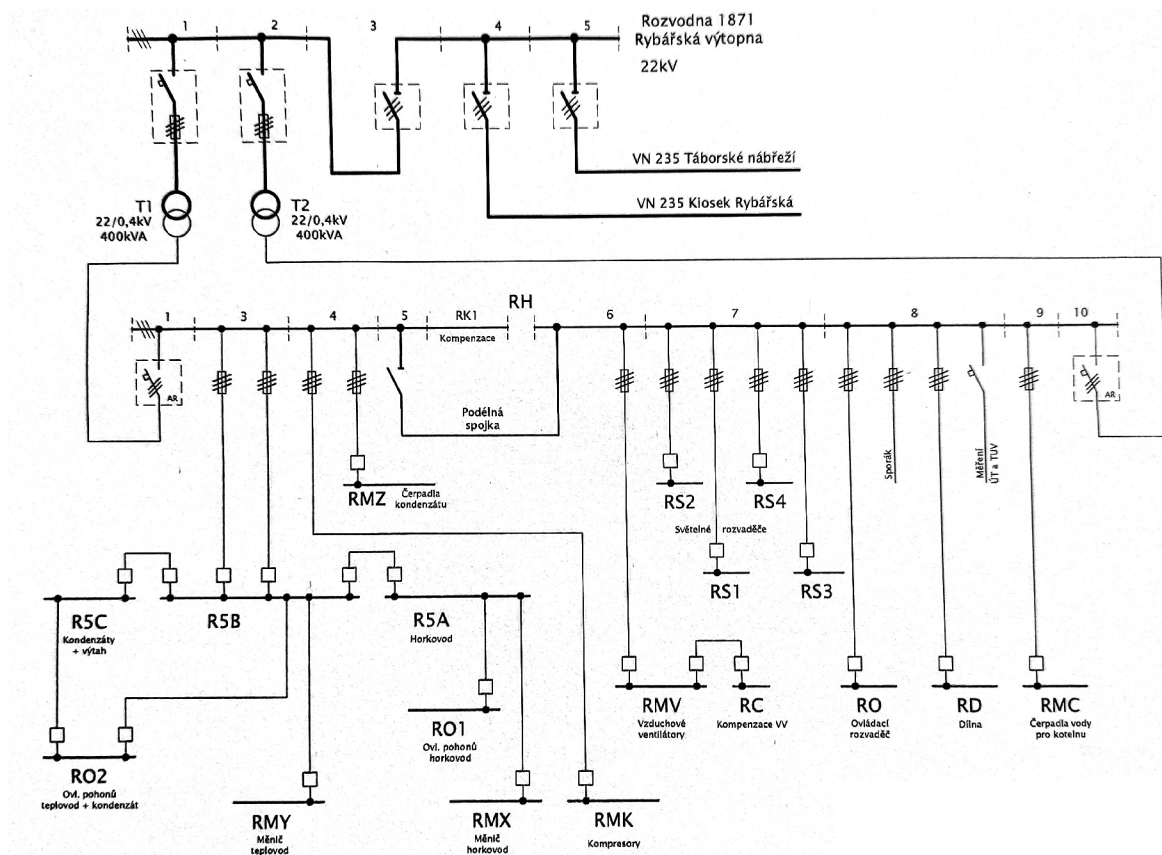 1
2
3
4
5
Rozvodna 1871
Rybářská výtopna
22kV
VN 235 Táborské nábřeží
VN 235 Kiosek Rybářská
T1
22/0,4kV
400kVA
T2
22/0,4kV
400kVA
RH
1
3
4
5
RK1
Kompenzace
6
7
8
9
10
AR
AR
Podélná
spojka
Sporák
Měření
ÚT a TUV
RMZ
Čerpadla
kondenzátu
RS2
RS4
Světelné rozvaděče
RS1
RS3
R5C
Kondenzáty
+ výtah
R5B
R5A
Horkovod
RMV
Vzduchové
ventilátory
RC
Kompenzace VV
RO
Ovládací
rozvaděč
RD
Dílna
RMC
Čerpadla vody
pro kotelnu
RO1
Ovl. pohonů
horkovod
RO2
Ovl. pohonů
teplovod + kondenzát
RMY
Měnič
teplovod
RMX
Měnič
horkovod
RMK
Kompresory